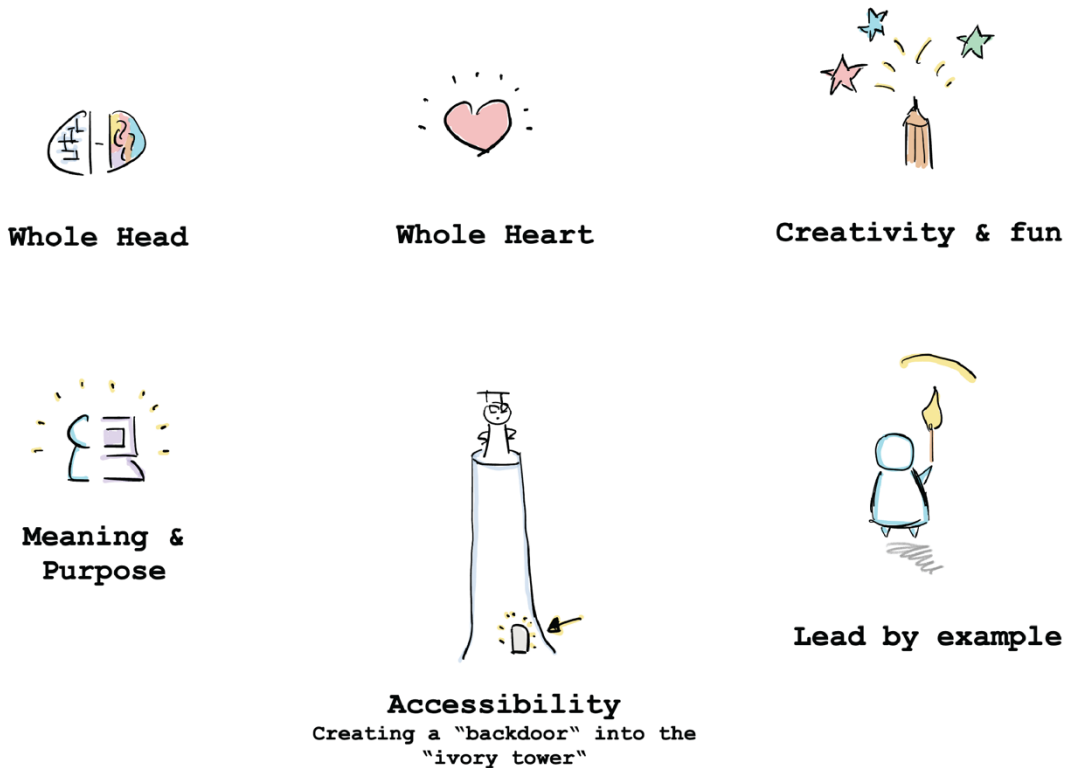 Whole Head
Whole Heart
Creativity & fun
Meaning &
Purpose
Accessibility
Creating a "backdoor" into the
"ivory tower"
Lead by example